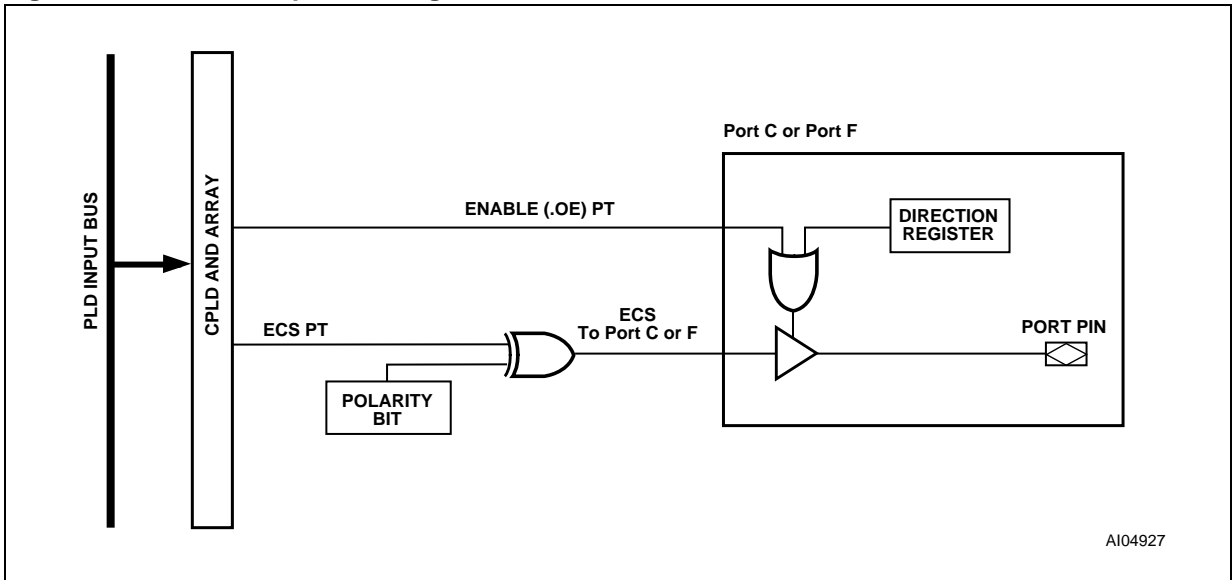 Port C or Port F
PLD INPUT BUS
CPLD AND ARRAY
ENABLE (.OE) PT
DIRECTION
REGISTER
ECS PT
ECS
To Port C or F
PORT PIN
POLARITY
BIT
AI04927